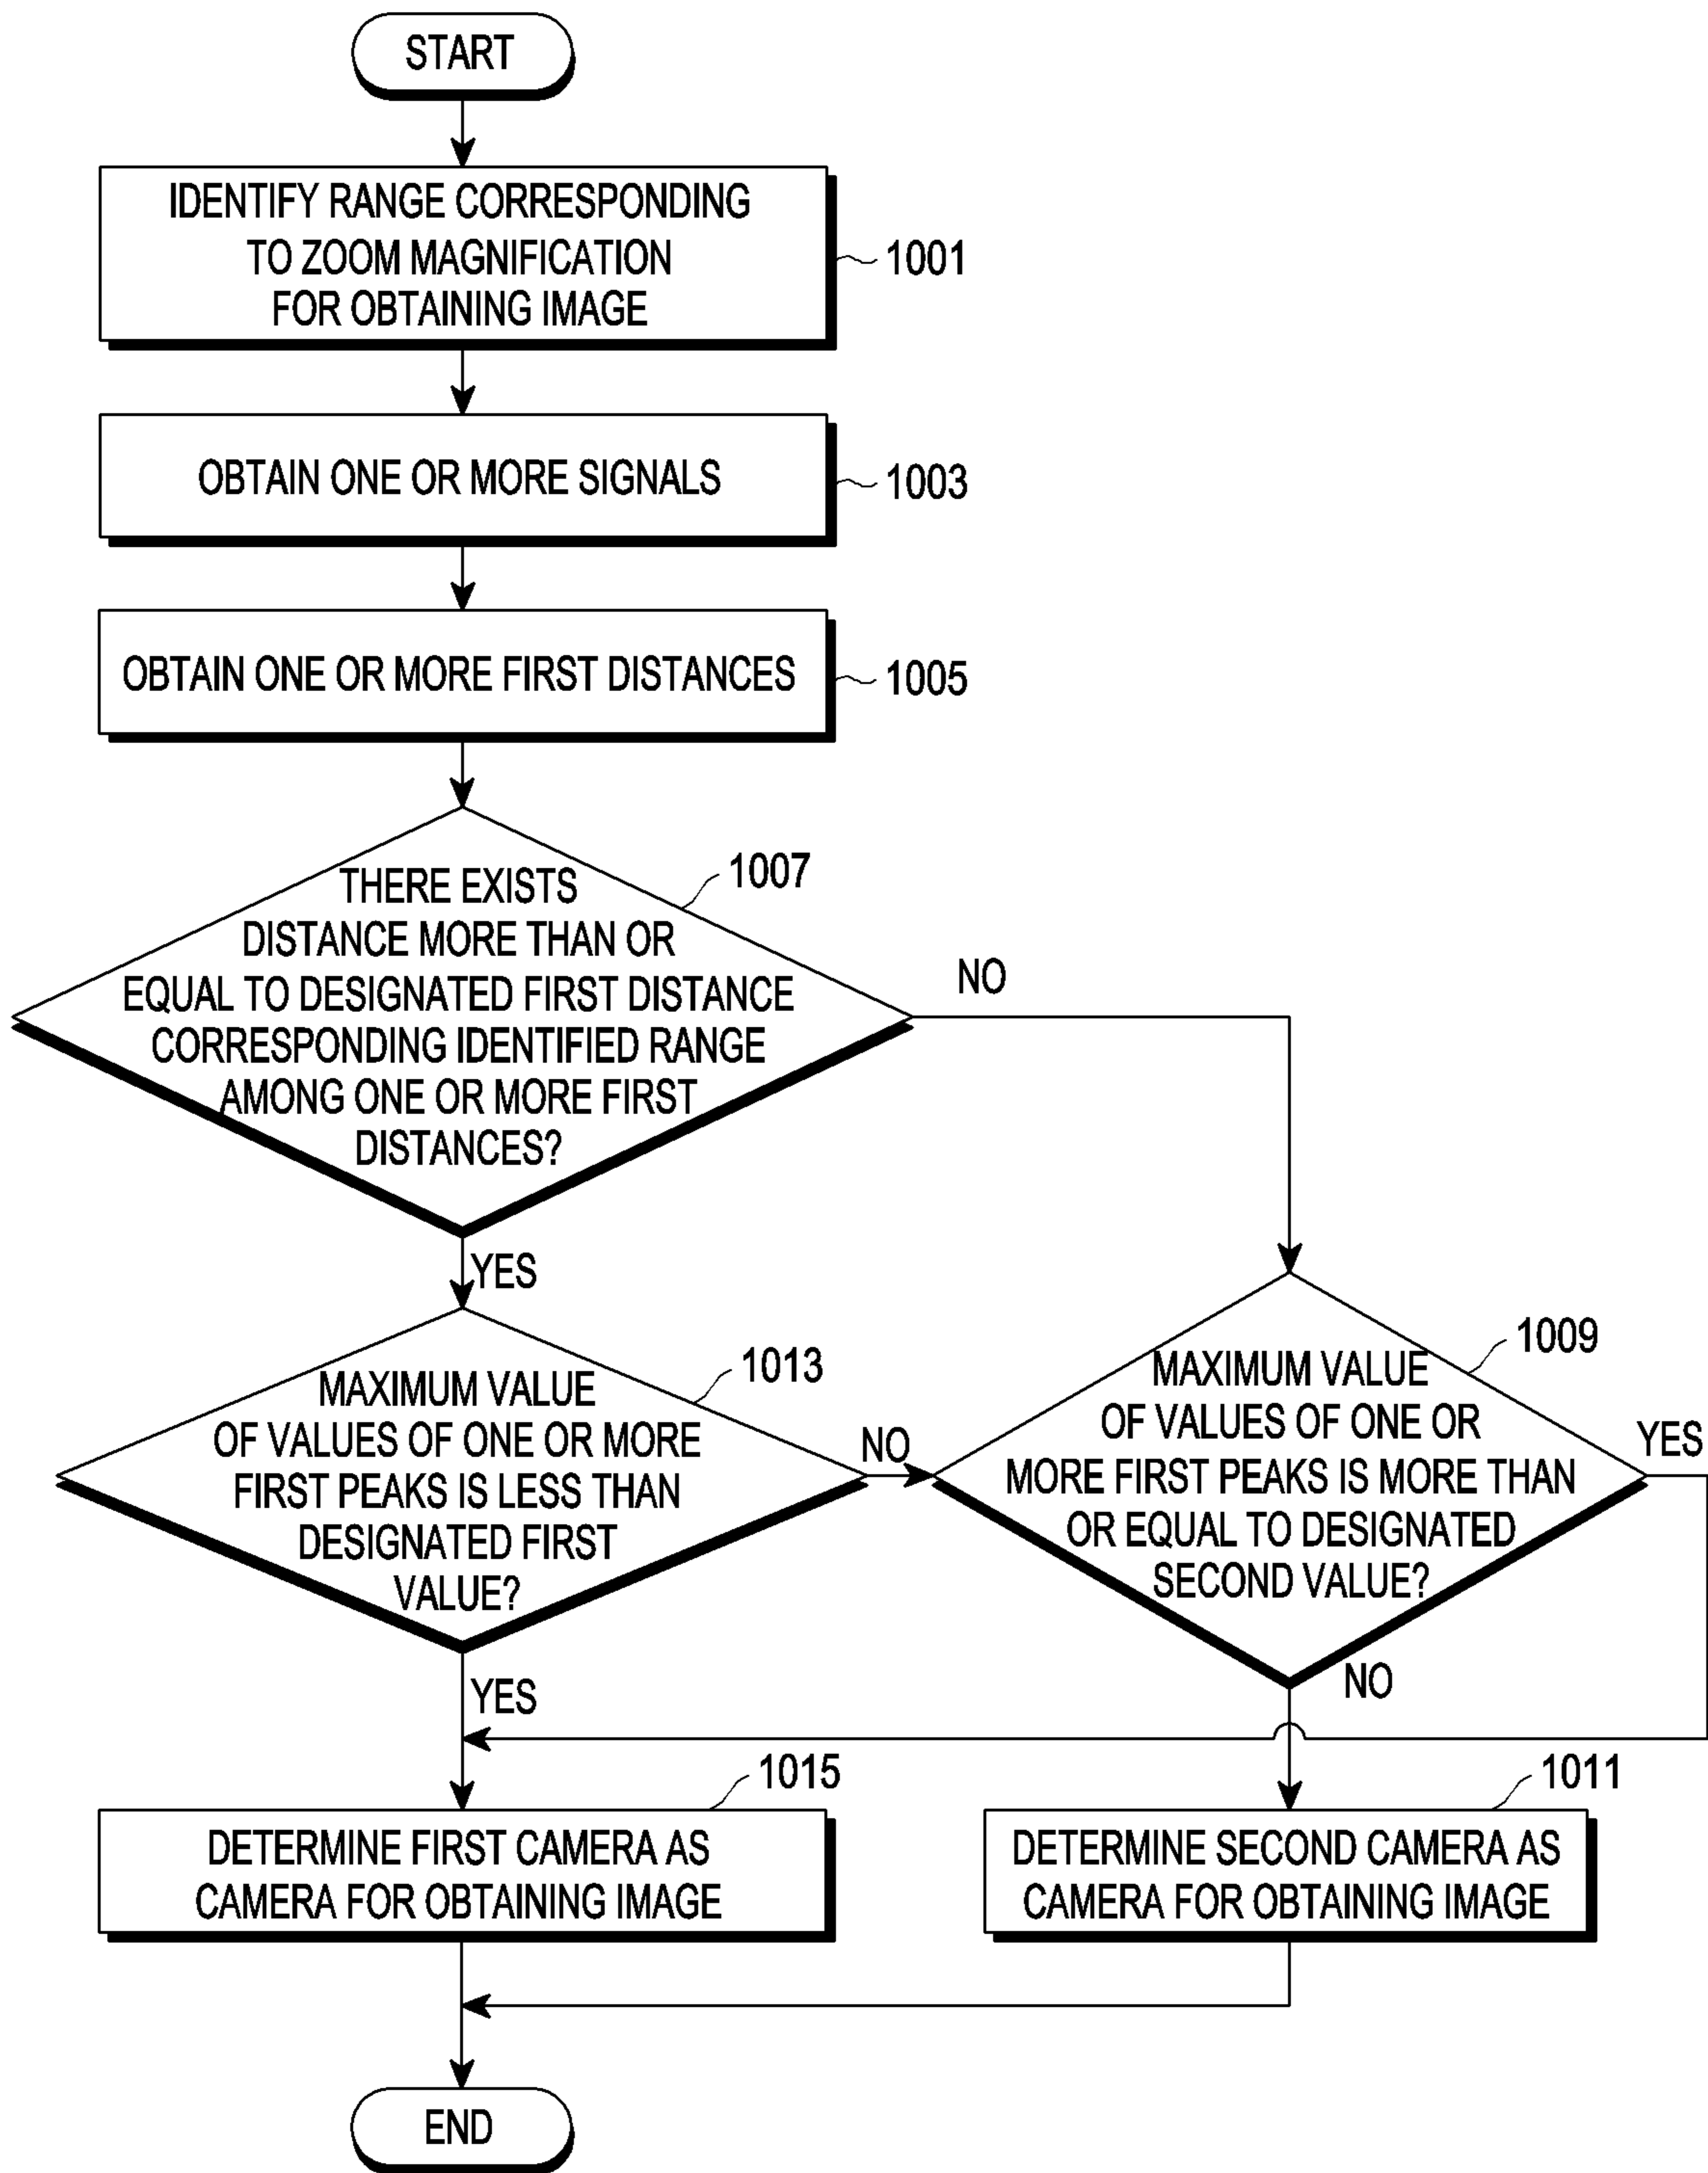 START
IDENTIFY RANGE CORRESPONDING
TO ZOOM MAGNIFICATION
FOR OBTAINING IMAGE
1001
OBTAIN ONE OR MORE SIGNALS
1003
OBTAIN ONE OR MORE FIRST DISTANCES
1005
THERE EXISTS
DISTANCE MORE THAN OR
EQUAL TO DESIGNATED FIRST DISTANCE
CORRESPONDING IDENTIFIED RANGE
AMONG ONE OR MORE FIRST
DISTANCES?
1007
NO
YES
MAXIMUM VALUE
OF VALUES OF ONE OR MORE
FIRST PEAKS IS LESS THAN
DESIGNATED FIRST
VALUE?
1013
NO
YES
MAXIMUM VALUE
OF VALUES OF ONE OR
MORE FIRST PEAKS IS MORE THAN
OR EQUAL TO DESIGNATED
SECOND VALUE?
1009
YES
NO
DETERMINE FIRST CAMERA AS
CAMERA FOR OBTAINING IMAGE
1015
DETERMINE SECOND CAMERA AS
CAMERA FOR OBTAINING IMAGE
1011
END